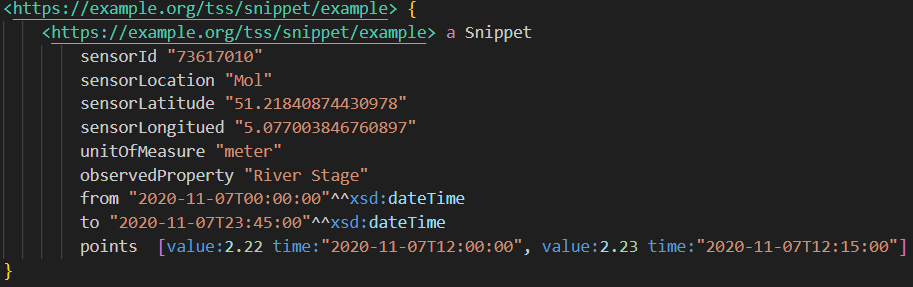 <https://example.org/tss/snippet/example> {
<https://example.org/tss/snippet/example> a Snippet
sensorId "73617010"
sensorLocation "Mol"
sensorLatitude "51.21840874430978"
sensorLongitued "5.077003846760897"
unitOfMeasure "meter"
observedProperty "River Stage"
from "2020-11-07T00:00:00"^^xsd:dateTime
to "2020-11-07T23:45:00"^^xsd:dateTime
points  [value:2.22 time:"2020-11-07T12:00:00", value:2.23 time:"2020-11-07T12:15:00"]
}